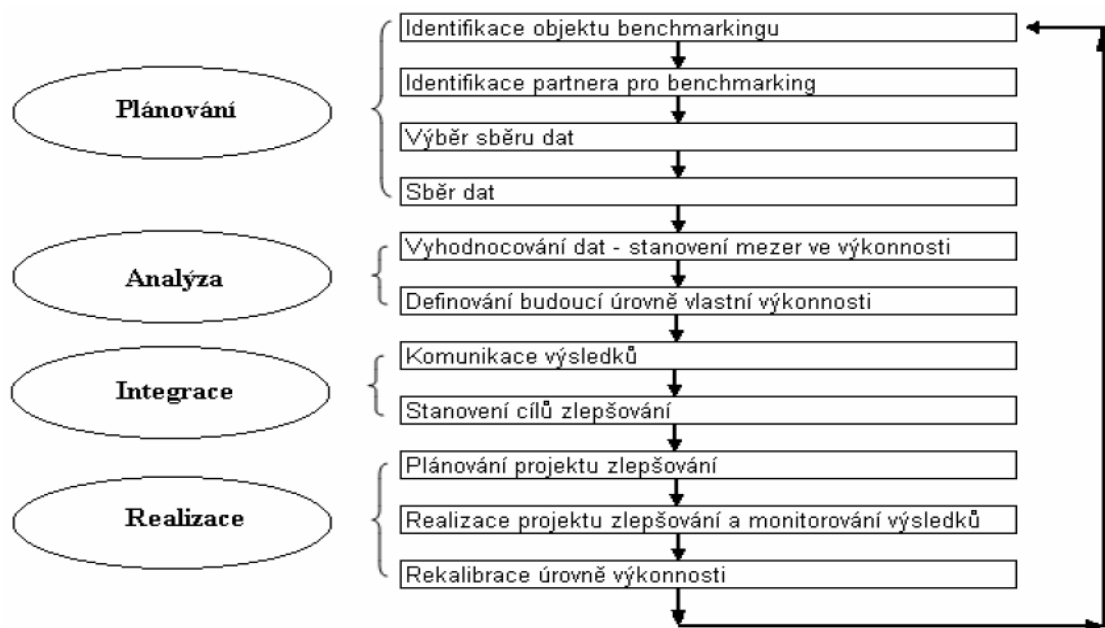 Plánování
Identifikace objektu benchmarkingu
Identifikace partnera pro benchmarking
Výběr sběru dat
Sběr dat
Analýza
Vyhodnocování dat - stanovení mezer ve výkonnosti
Definování budoucí úrovně vlastní výkonnosti
Integrace
Komunikace výsledků
Stanovení cílů zlepšování
Realizace
Plánování projektu zlepšování
Realizace projektu zlepšování a monitorování výsledků
Rekalibrace úrovně výkonnosti